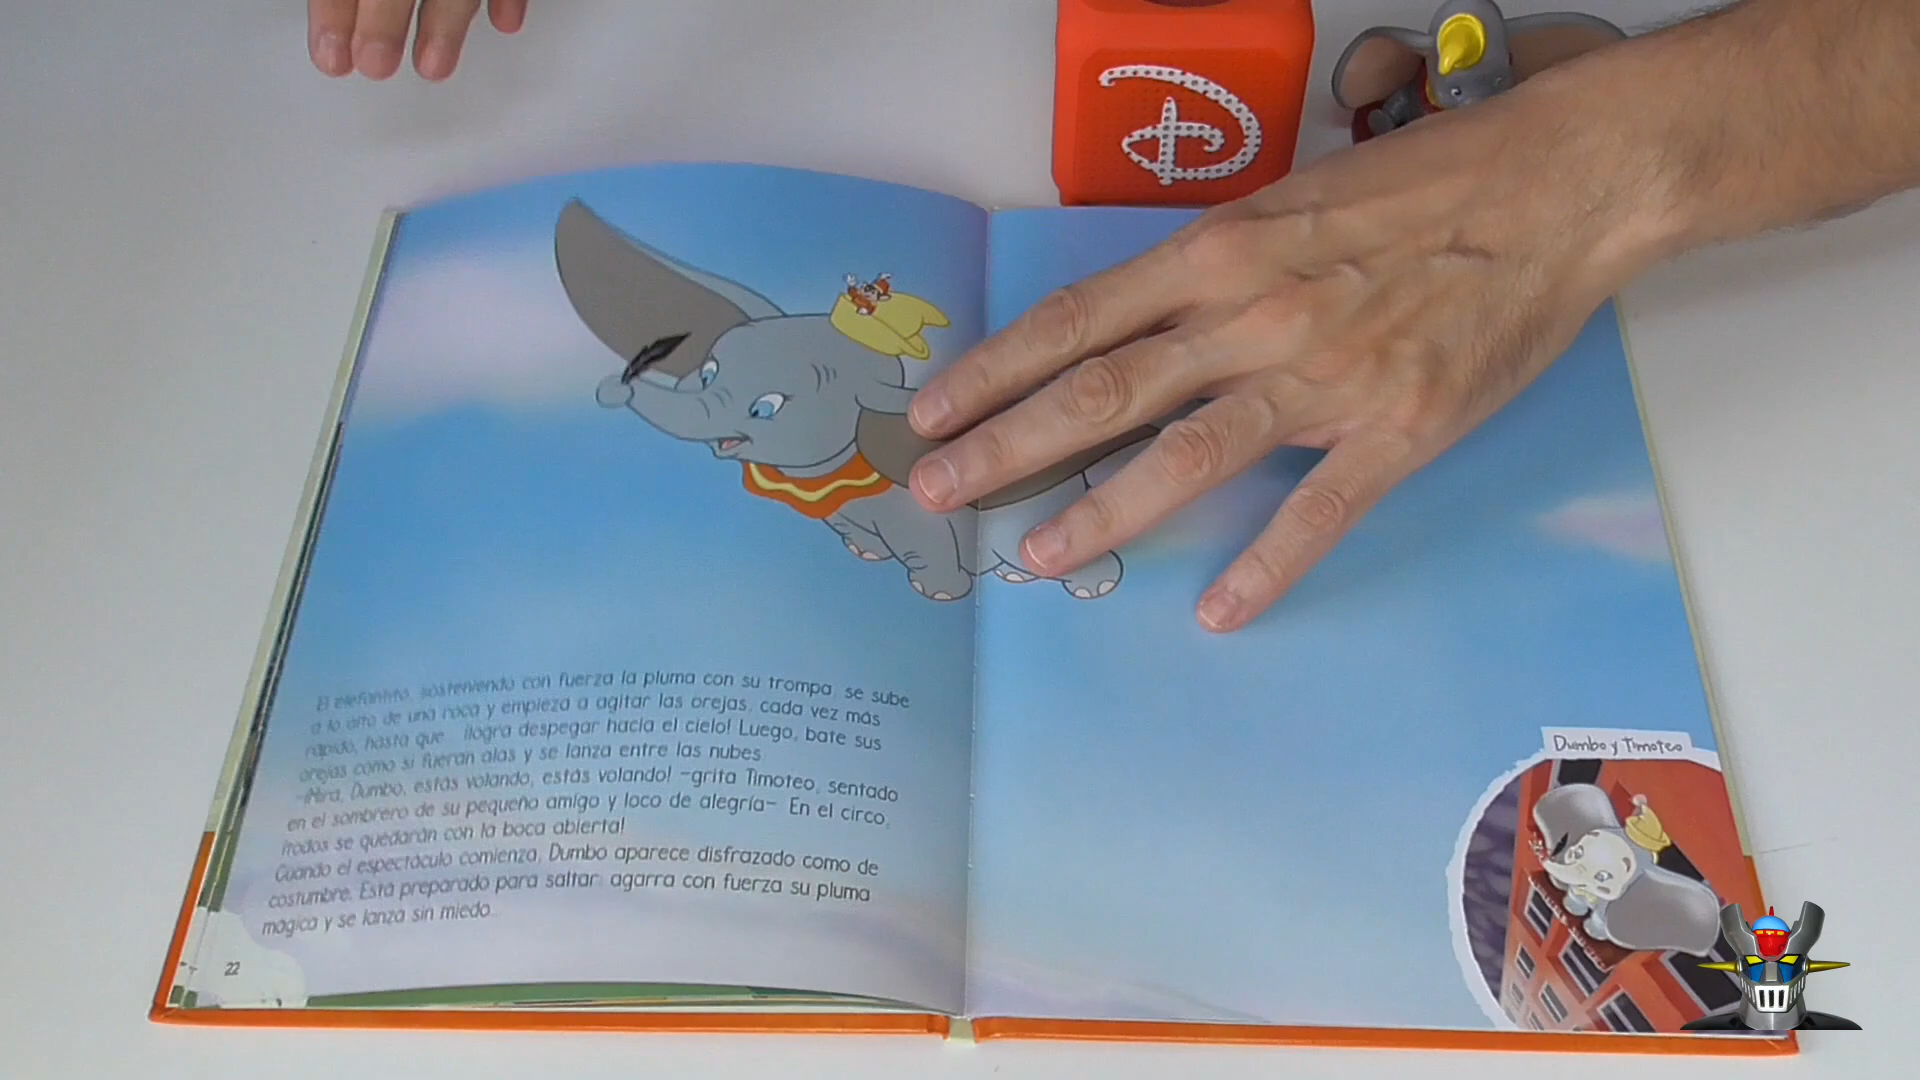 El elefantito, sosteniendo con fuerza la pluma con su trompa, se sube
a lo alto de una roca y empieza a agitar las orejas, cada vez más
rápido, hasta que... ¡logra despegar hacia el cielo! Luego, bate sus
orejas como si fueran alas y se lanza entre las nubes.
–¡Mira, Dumbo, estás volando, estás volando! –grita Timoteo, sentado
en el sombrero de su pequeño amigo y loco de alegría–. En el circo,
¡todos se quedarán con la boca abierta!
Cuando el espectáculo comienza, Dumbo aparece disfrazado como de
costumbre. Está preparado para saltar: agarra con fuerza su pluma
mágica y se lanza sin miedo...
22
Dumbo y Timoteo
D